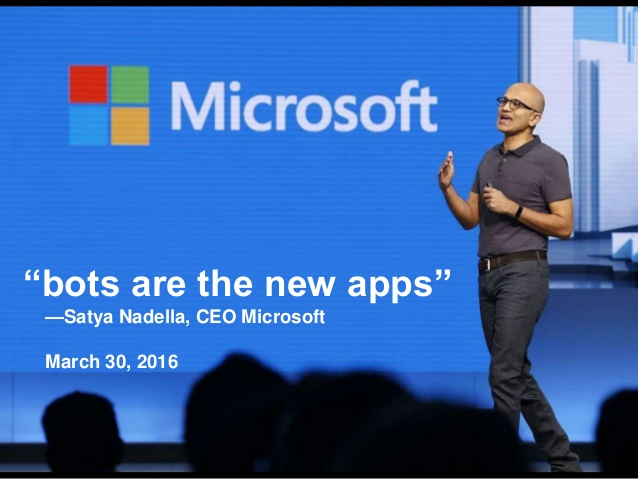 Microsoft
“bots are the new apps”
—Satya Nadella, CEO Microsoft
March 30, 2016